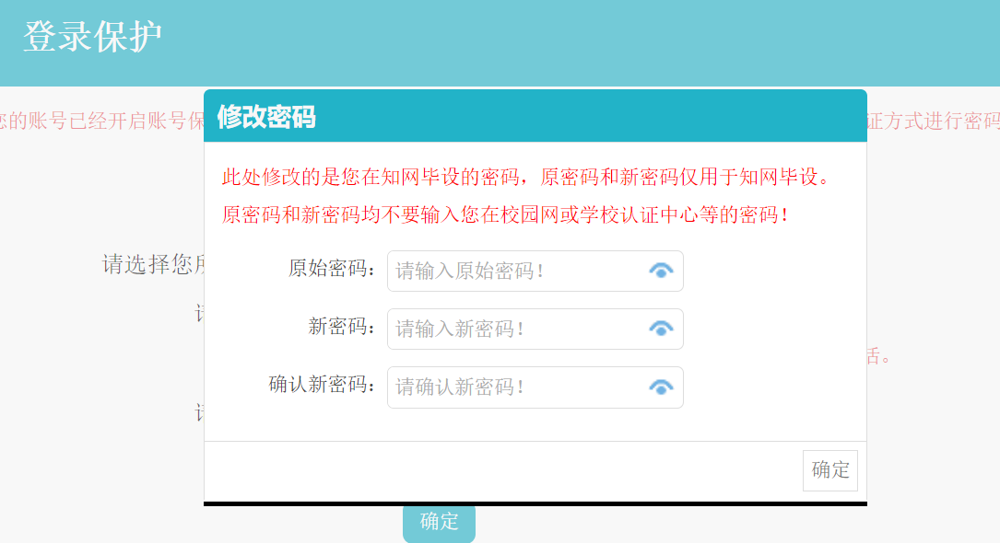 登录保护
您的账号已经开启账号保
证方式进行密码
修改密码
此处修改的是您在知网毕设的密码，原密码和新密码仅用于知网毕设。
原密码和新密码均不要输入您在校园网或学校认证中心等的密码！
请选择您所
原始密码：
请输入原始密码！
请
新密码：
请输入新密码！
活。
确认新密码：
请确认新密码！
请
确定
确定